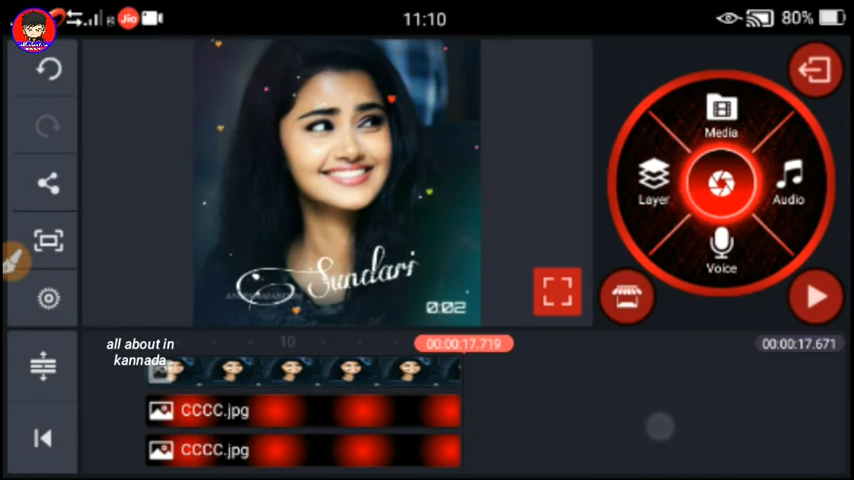 Jio
11:10
80%
Media
Layer
Audio
Voice
Sundari
0:02
all about in
kannada
10
00:00:17.719
00:00:17.671
CCCC.jpg
CCCC.jpg